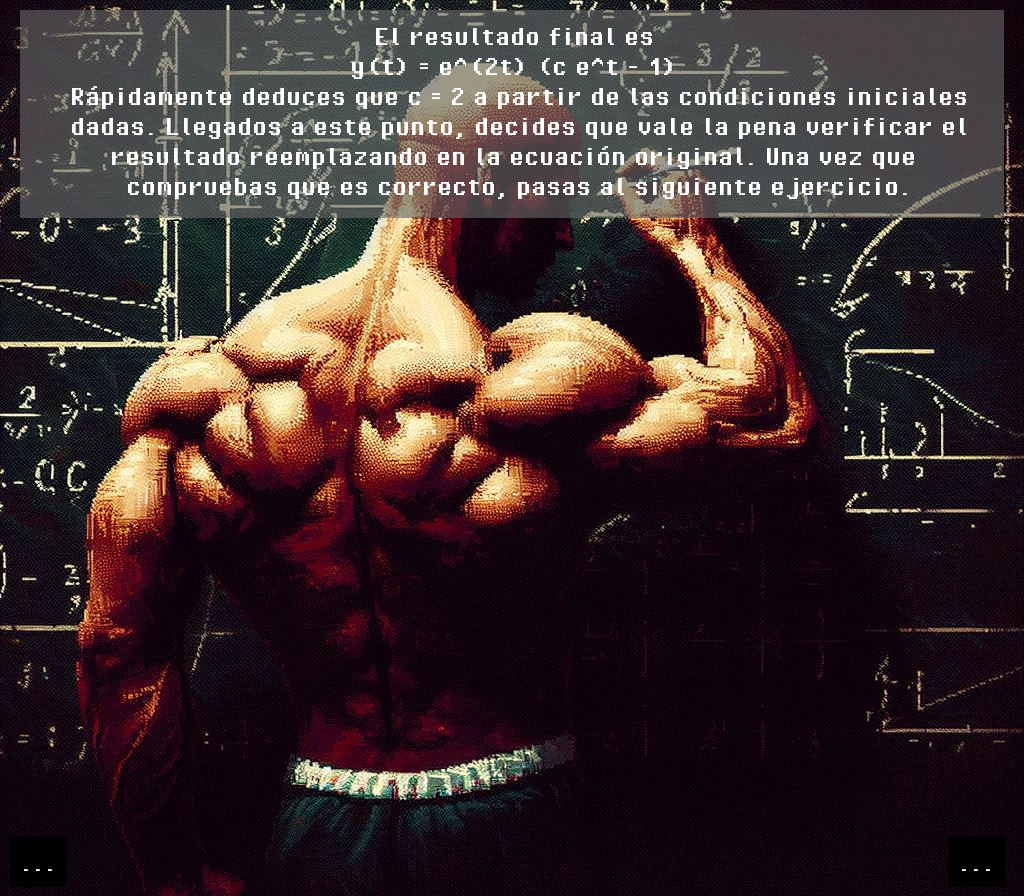 El resultado final es
y(t) = e^(2t) (c e^t - 1)
Rápidamente deduces que c = 2 a partir de las condiciones iniciales
dadas. Llegados a este punto, decides que vale la pena verificar el
resultado reemplazando en la ecuación original. Una vez que
compruebas que es correcto, pasas al siguiente ejercicio.
...
...